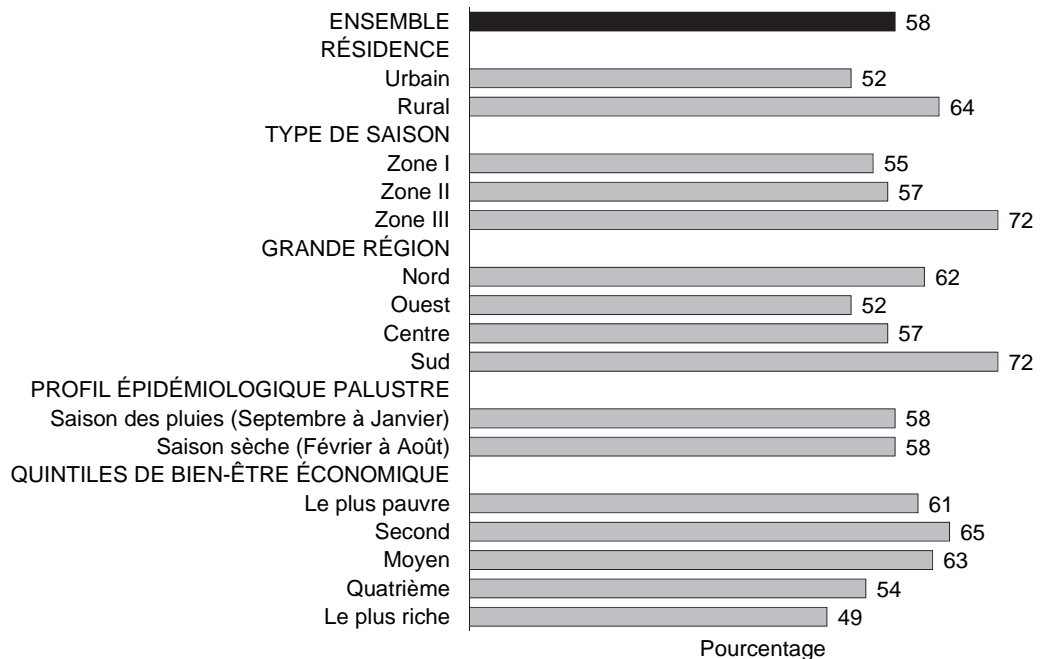 ENSEMBLE 58
RÉSIDENCE
Urbain 52
Rural 64
TYPE DE SAISON
Zone I 55
Zone II 57
Zone III 72
GRANDE RÉGION
Nord 62
Ouest 52
Centre 57
Sud 72
PROFIL ÉPIDÉMIOLOGIQUE PALUSTRE
Saison des pluies (Septembre à Janvier) 58
Saison sèche (Février à Août) 58
QUINTILES DE BIEN-ÊTRE ÉCONOMIQUE
Le plus pauvre 61
Second 65
Moyen 63
Quatrième 54
Le plus riche 49
Pourcentage